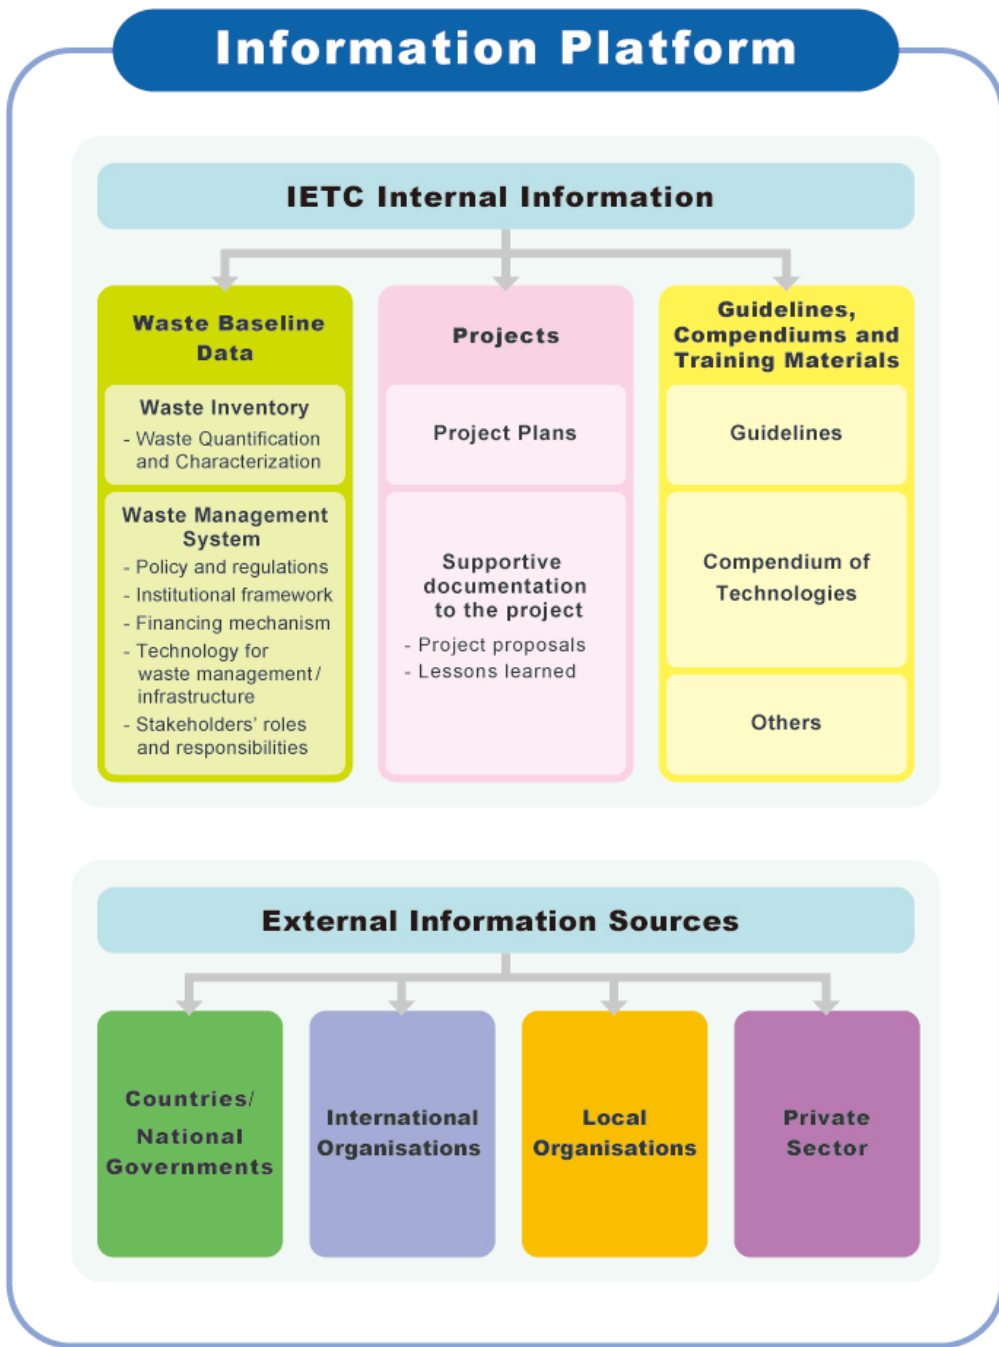 Information Platform
IETC Internal Information
Waste Baseline
Data
Waste Inventory
- Waste Quantification
and Characterization
Waste Management
System
- Policy and regulations
- Institutional framework
- Financing mechanism
- Technology for
waste management/
infrastructure
- Stakeholders’ roles
and responsibilities
Projects
Project Plans
Supportive
documentation
to the project
- Project proposals
- Lessons learned
Guidelines,
Compendiums and
Training Materials
Guidelines
Compendium of
Technologies
Others
External Information Sources
Countries/
National
Governments
International
Organisations
Local
Organisations
Private
Sector